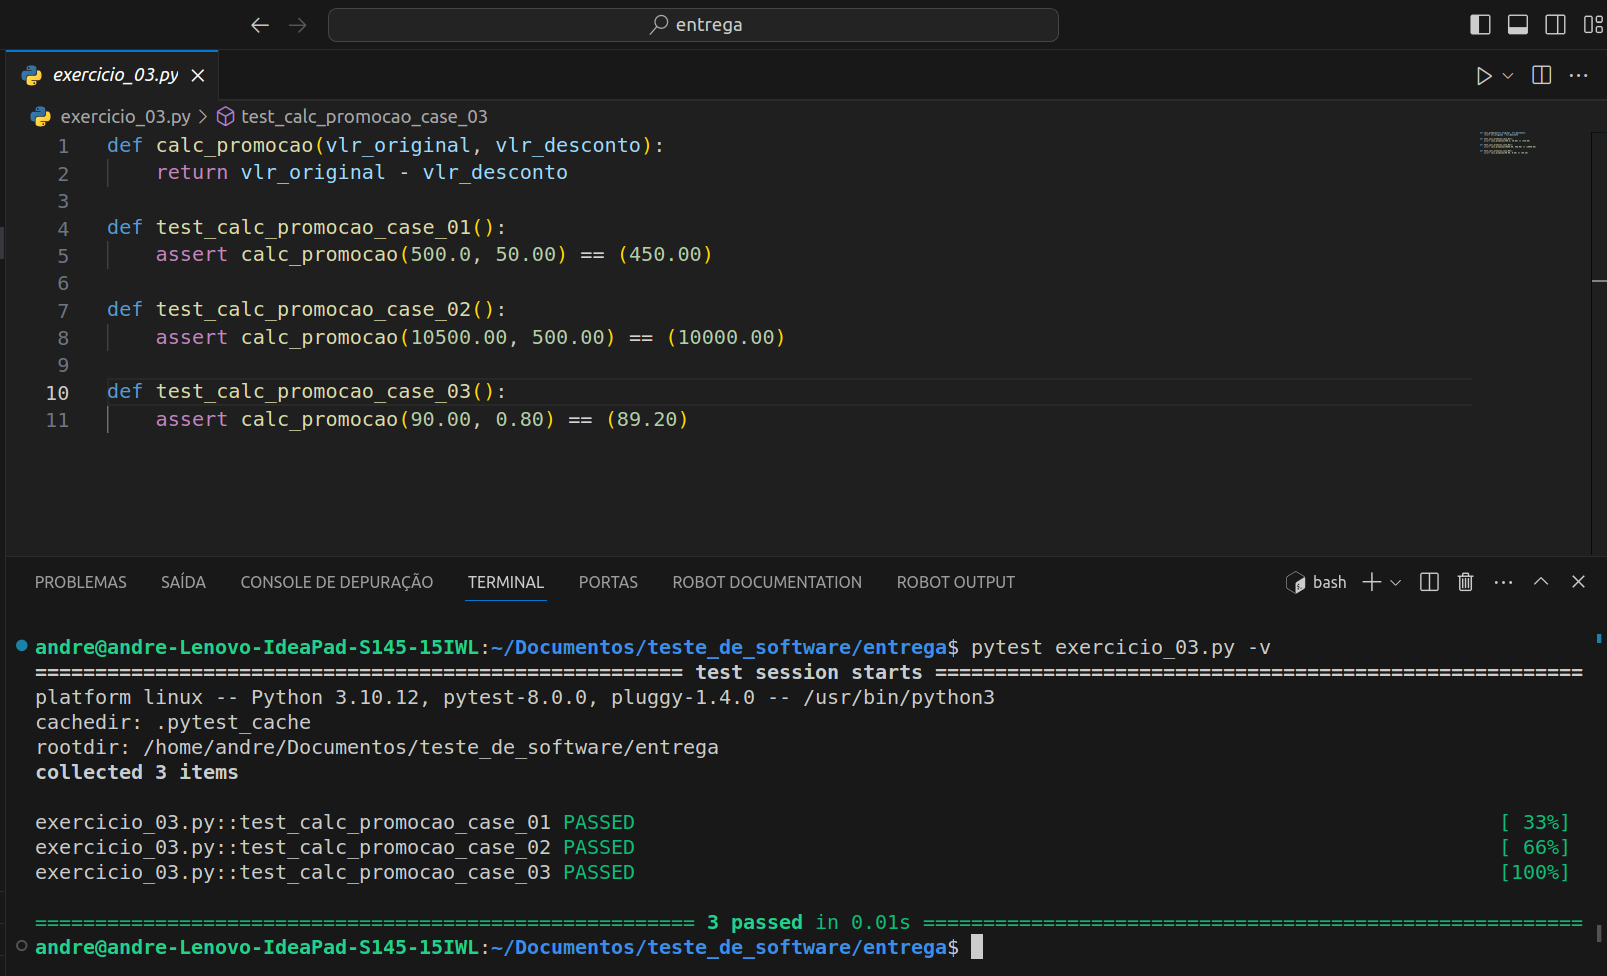 entrega
exercicio_03.py
exercicio_03.py > test_calc_promocao_case_03
1 def calc_promocao(vlr_original, vlr_desconto):
2 return vlr_original - vlr_desconto
3
4 def test_calc_promocao_case_01():
5 assert calc_promocao(500.0, 50.00) == (450.00)
6
7 def test_calc_promocao_case_02():
8 assert calc_promocao(10500.00, 500.00) == (10000.00)
9
10 def test_calc_promocao_case_03():
11 assert calc_promocao(90.00, 0.80) == (89.20)
PROBLEMAS SAÍDA CONSOLE DE DEPURAÇÃO TERMINAL PORTAS ROBOT DOCUMENTATION ROBOT OUTPUT bash
andre@andre-Lenovo-IdeaPad-S145-15IWL:~/Documentos/teste_de_software/entrega$ pytest exercicio_03.py -v
====================================================== test session starts ======================================================
platform linux -- Python 3.10.12, pytest-8.0.0, pluggy-1.4.0 -- /usr/bin/python3
cachedir: .pytest_cache
rootdir: /home/andre/Documentos/teste_de_software/entrega
collected 3 items
exercicio_03.py::test_calc_promocao_case_01 PASSED [ 33%]
exercicio_03.py::test_calc_promocao_case_02 PASSED [ 66%]
exercicio_03.py::test_calc_promocao_case_03 PASSED [100%]
======================================================= 3 passed in 0.01s =======================================================
andre@andre-Lenovo-IdeaPad-S145-15IWL:~/Documentos/teste_de_software/entrega$